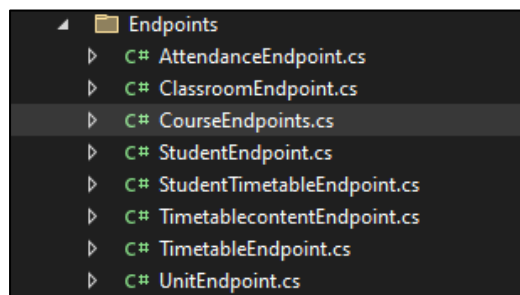 Endpoints
C# AttendanceEndpoint.cs
C# ClassroomEndpoint.cs
C# CourseEndpoints.cs
C# StudentEndpoint.cs
C# StudentTimetableEndpoint.cs
C# TimetablecontentEndpoint.cs
C# TimetableEndpoint.cs
C# UnitEndpoint.cs